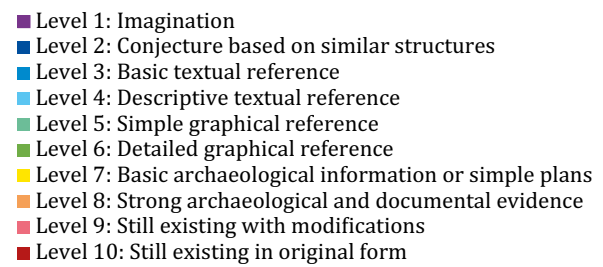 Level 1: Imagination
Level 2: Conjecture based on similar structures
Level 3: Basic textual reference
Level 4: Descriptive textual reference
Level 5: Simple graphical reference
Level 6: Detailed graphical reference
Level 7: Basic archaeological information or simple plans
Level 8: Strong archaeological and documental evidence
Level 9: Still existing with modifications
Level 10: Still existing in original form